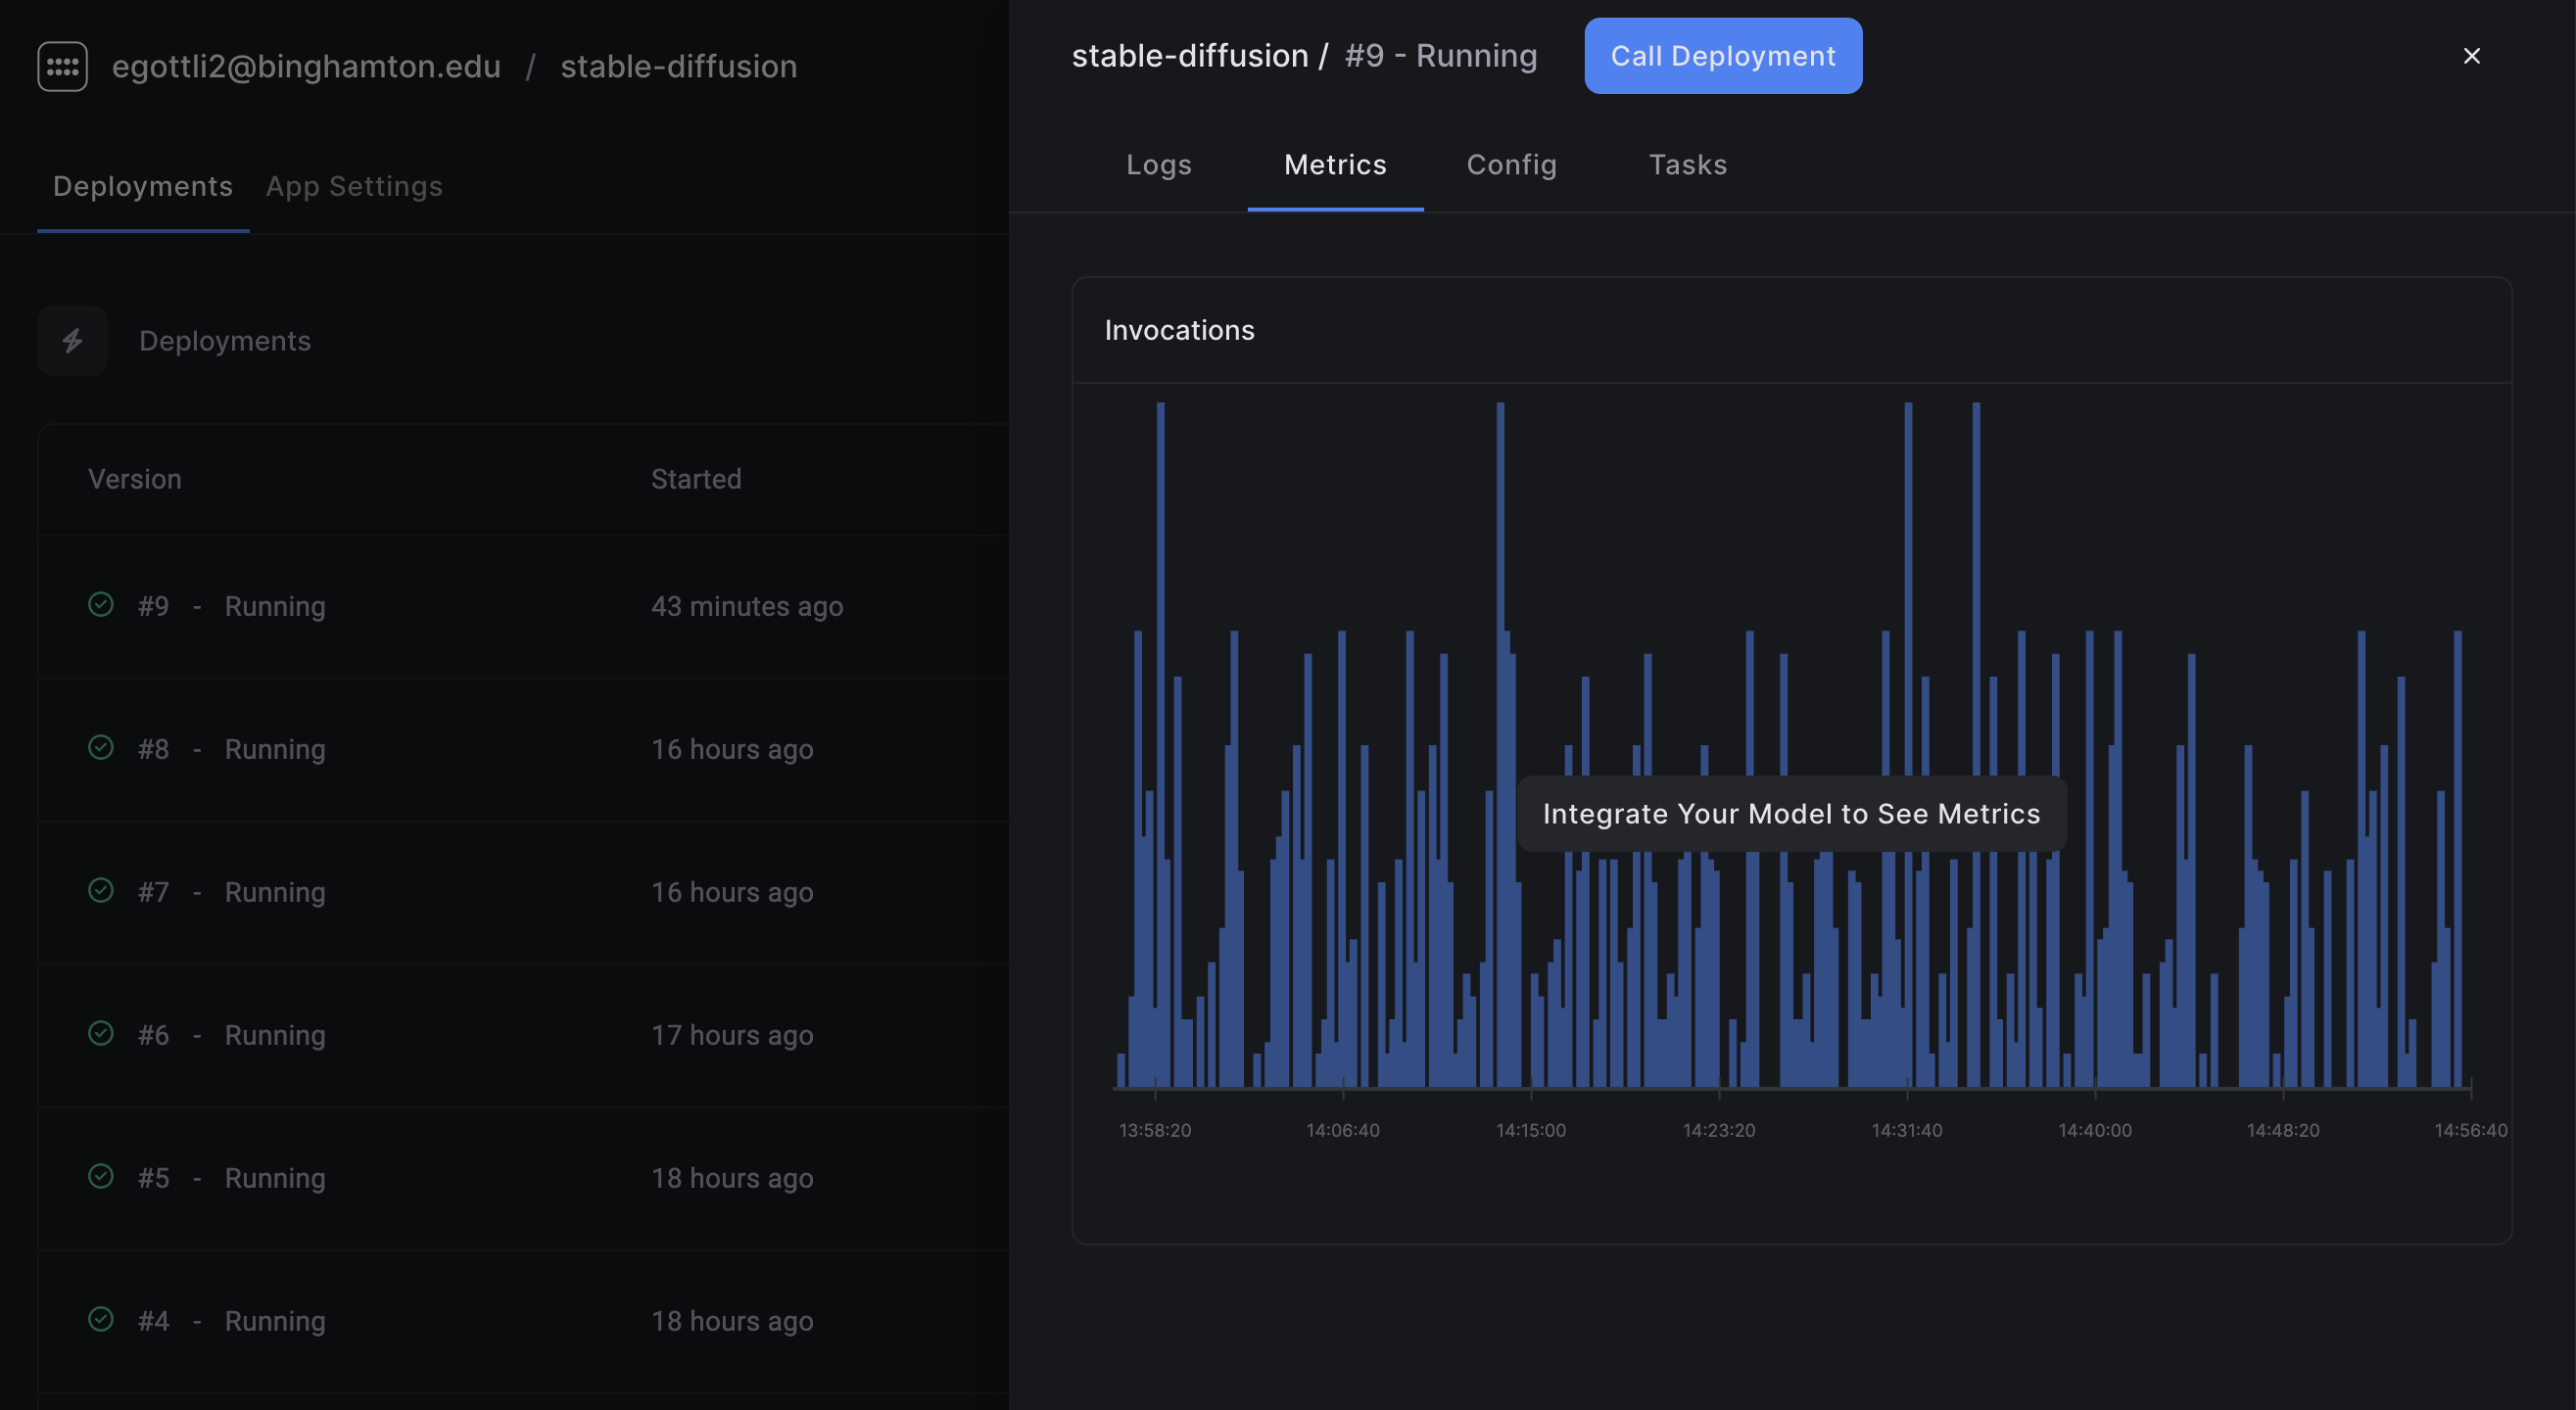 egottli2@binghamton.edu / stable-diffusion
Deployments App Settings
Deployments
Version Started
#9 - Running 43 minutes ago
#8 - Running 16 hours ago
#7 - Running 16 hours ago
#6 - Running 17 hours ago
#5 - Running 18 hours ago
#4 - Running 18 hours ago
stable-diffusion / #9 - Running Call Deployment
Logs Metrics Config Tasks
Invocations
Integrate Your Model to See Metrics
13:58:20 14:06:40 14:15:00 14:23:20 14:31:40 14:40:00 14:48:20 14:56:40